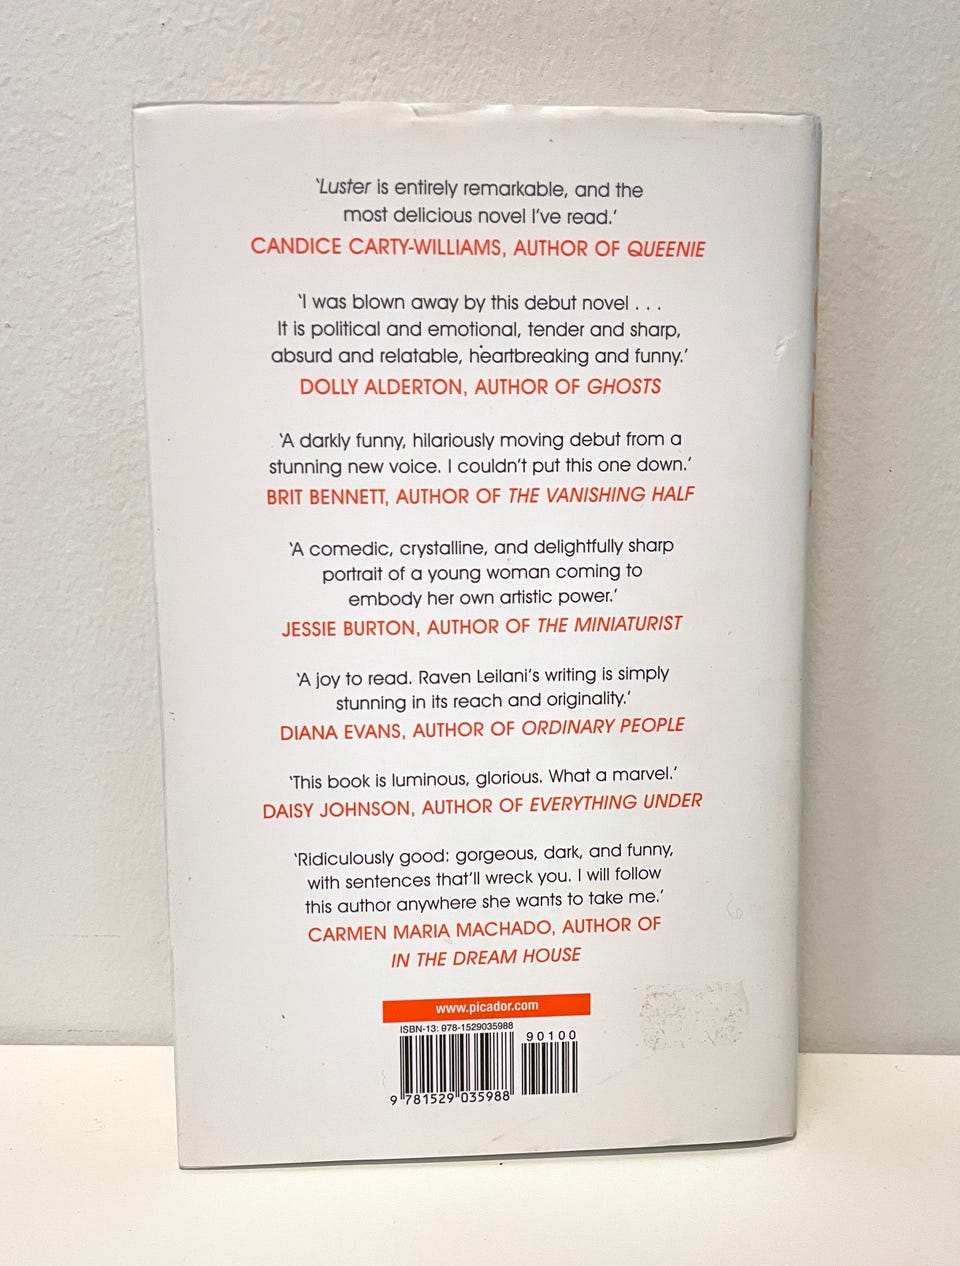 ‘Luster is entirely remarkable, and the
most delicious novel I’ve read.’
CANDICE CARTY-WILLIAMS, AUTHOR OF QUEENIE
‘I was blown away by this debut novel . . .
It is political and emotional, tender and sharp,
absurd and relatable, heartbreaking and funny.’
DOLLY ALDERTON, AUTHOR OF GHOSTS
‘A darkly funny, hilariously moving debut from a
stunning new voice. I couldn’t put this one down.’
BRIT BENNETT, AUTHOR OF THE VANISHING HALF
‘A comedic, crystalline, and delightfully sharp
portrait of a young woman coming to
embody her own artistic power.’
JESSIE BURTON, AUTHOR OF THE MINIATURIST
‘A joy to read. Raven Leilani’s writing is simply
stunning in its reach and originality.’
DIANA EVANS, AUTHOR OF ORDINARY PEOPLE
‘This book is luminous, glorious. What a marvel.’
DAISY JOHNSON, AUTHOR OF EVERYTHING UNDER
‘Ridiculously good: gorgeous, dark, and funny,
with sentences that’ll wreck you. I will follow
this author anywhere she wants to take me.’
CARMEN MARIA MACHADO, AUTHOR OF
IN THE DREAM HOUSE
www.picador.com
ISBN-13: 978-1529035988
90100
9 781529 035988